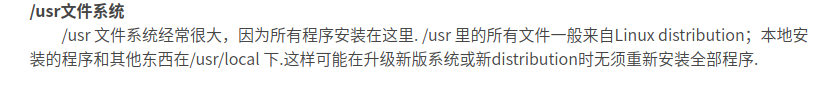 /usr文件系统
/usr 文件系统经常很大，因为所有程序安装在这里. /usr 里的所有文件一般来自Linux distribution；本地安
装的程序和其他东西在/usr/local 下.这样可能在升级新版系统或新distribution时无须重新安装全部程序.